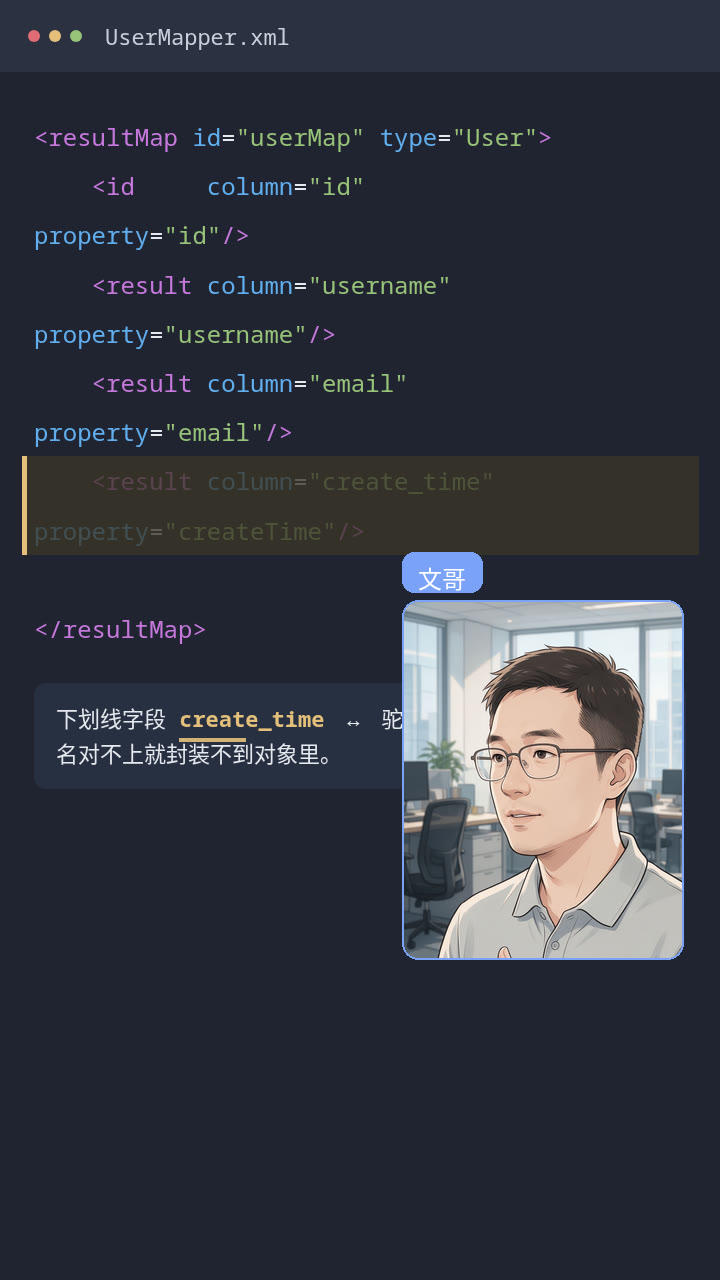 UserMapper.xml
<resultMap id="userMap" type="User">
<id column="id"
property="id"/>
<result column="username"
property="username"/>
<result column="email"
property="email"/>
<result column="create_time"
property="createTime"/>
文哥
</resultMap>
下划线字段 create_time ↔ 驼
名对不上就封装不到对象里。